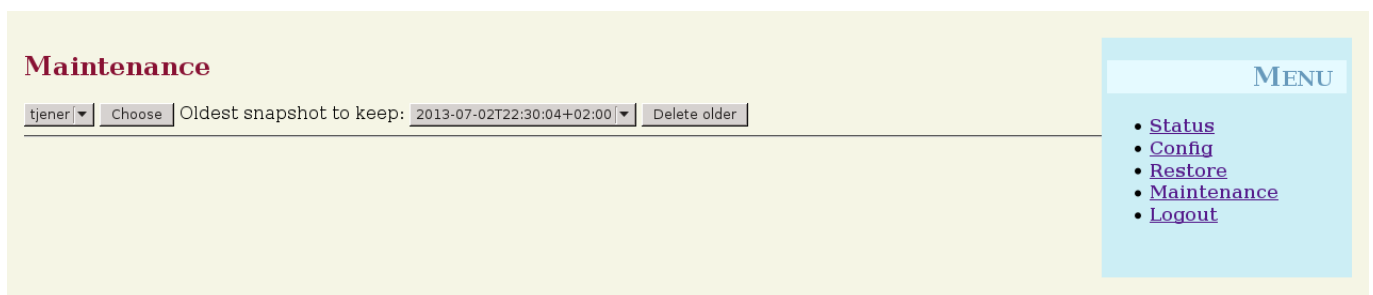 Maintenance
tjener Choose Oldest snapshot to keep: 2013-07-02T22:30:04+02:00 Delete older
Menu
Status
Config
Restore
Maintenance
Logout